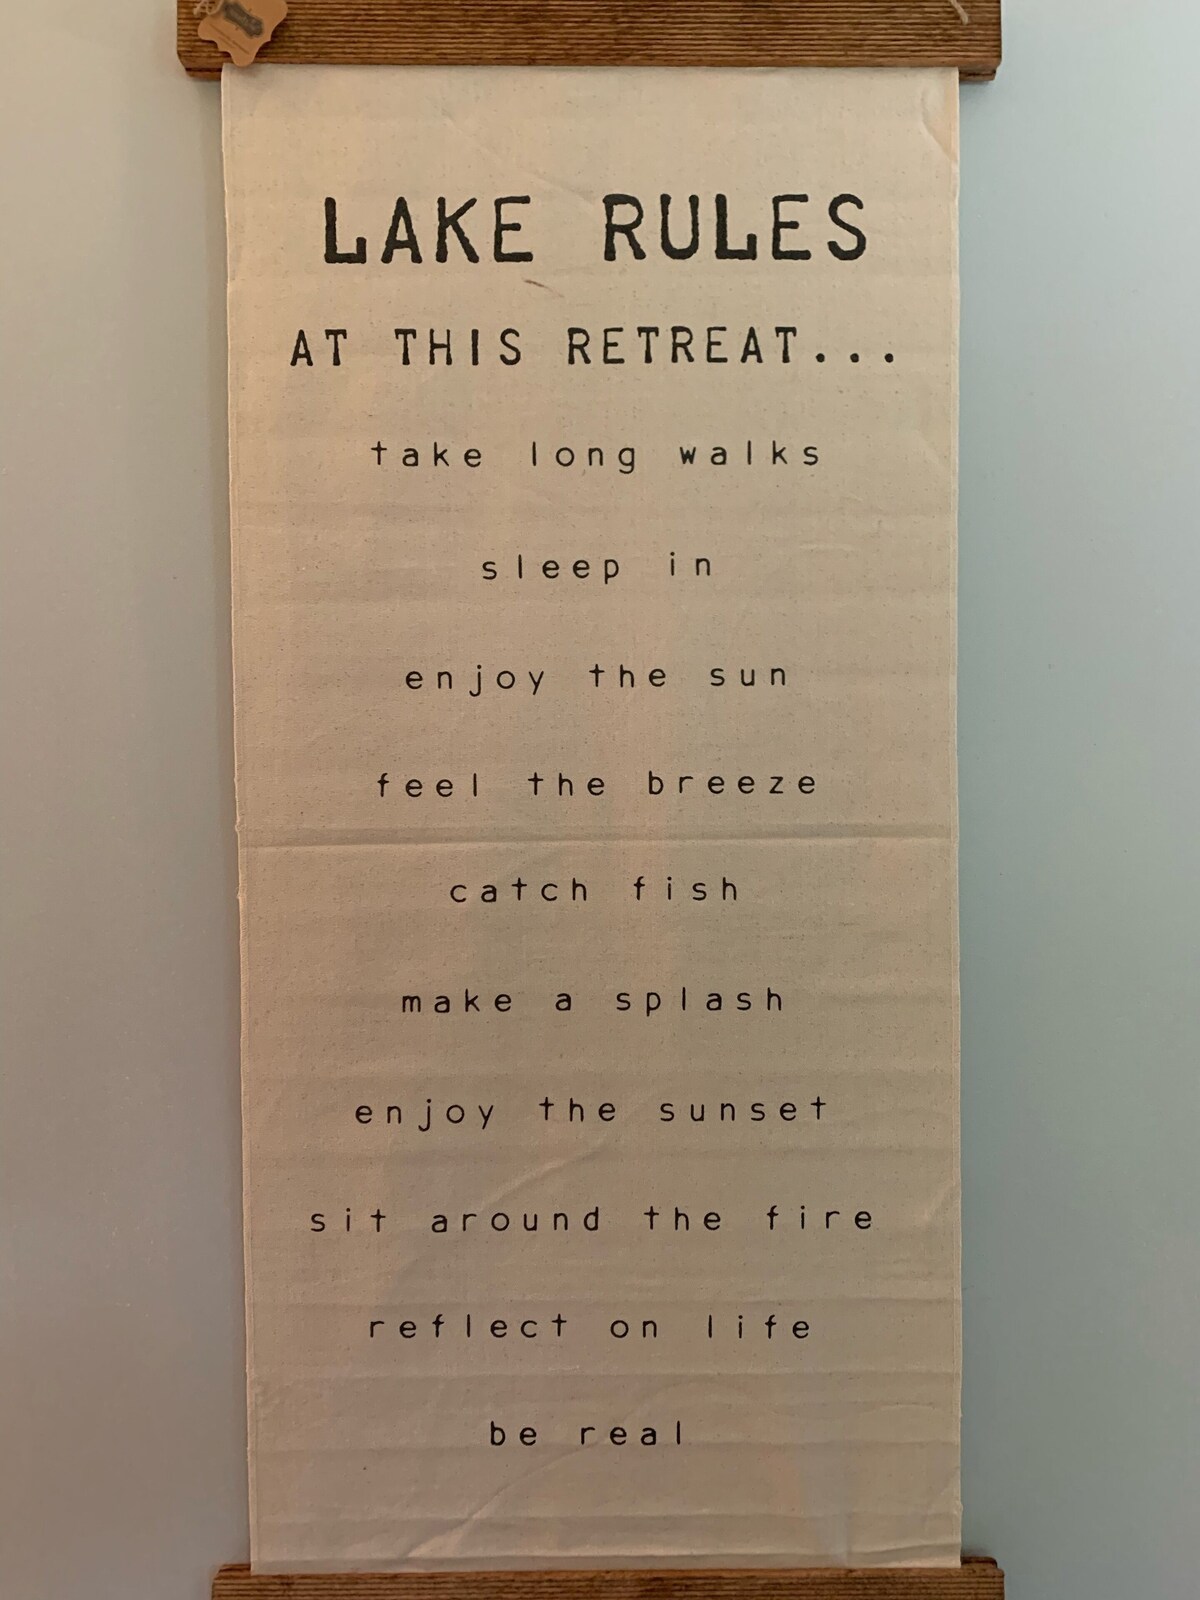 LAKE RULES
AT THIS RETREAT...
take long walks
sleep in
enjoy the sun
feel the breeze
catch fish
make a splash
enjoy the sunset
sit around the fire
reflect on life
be real